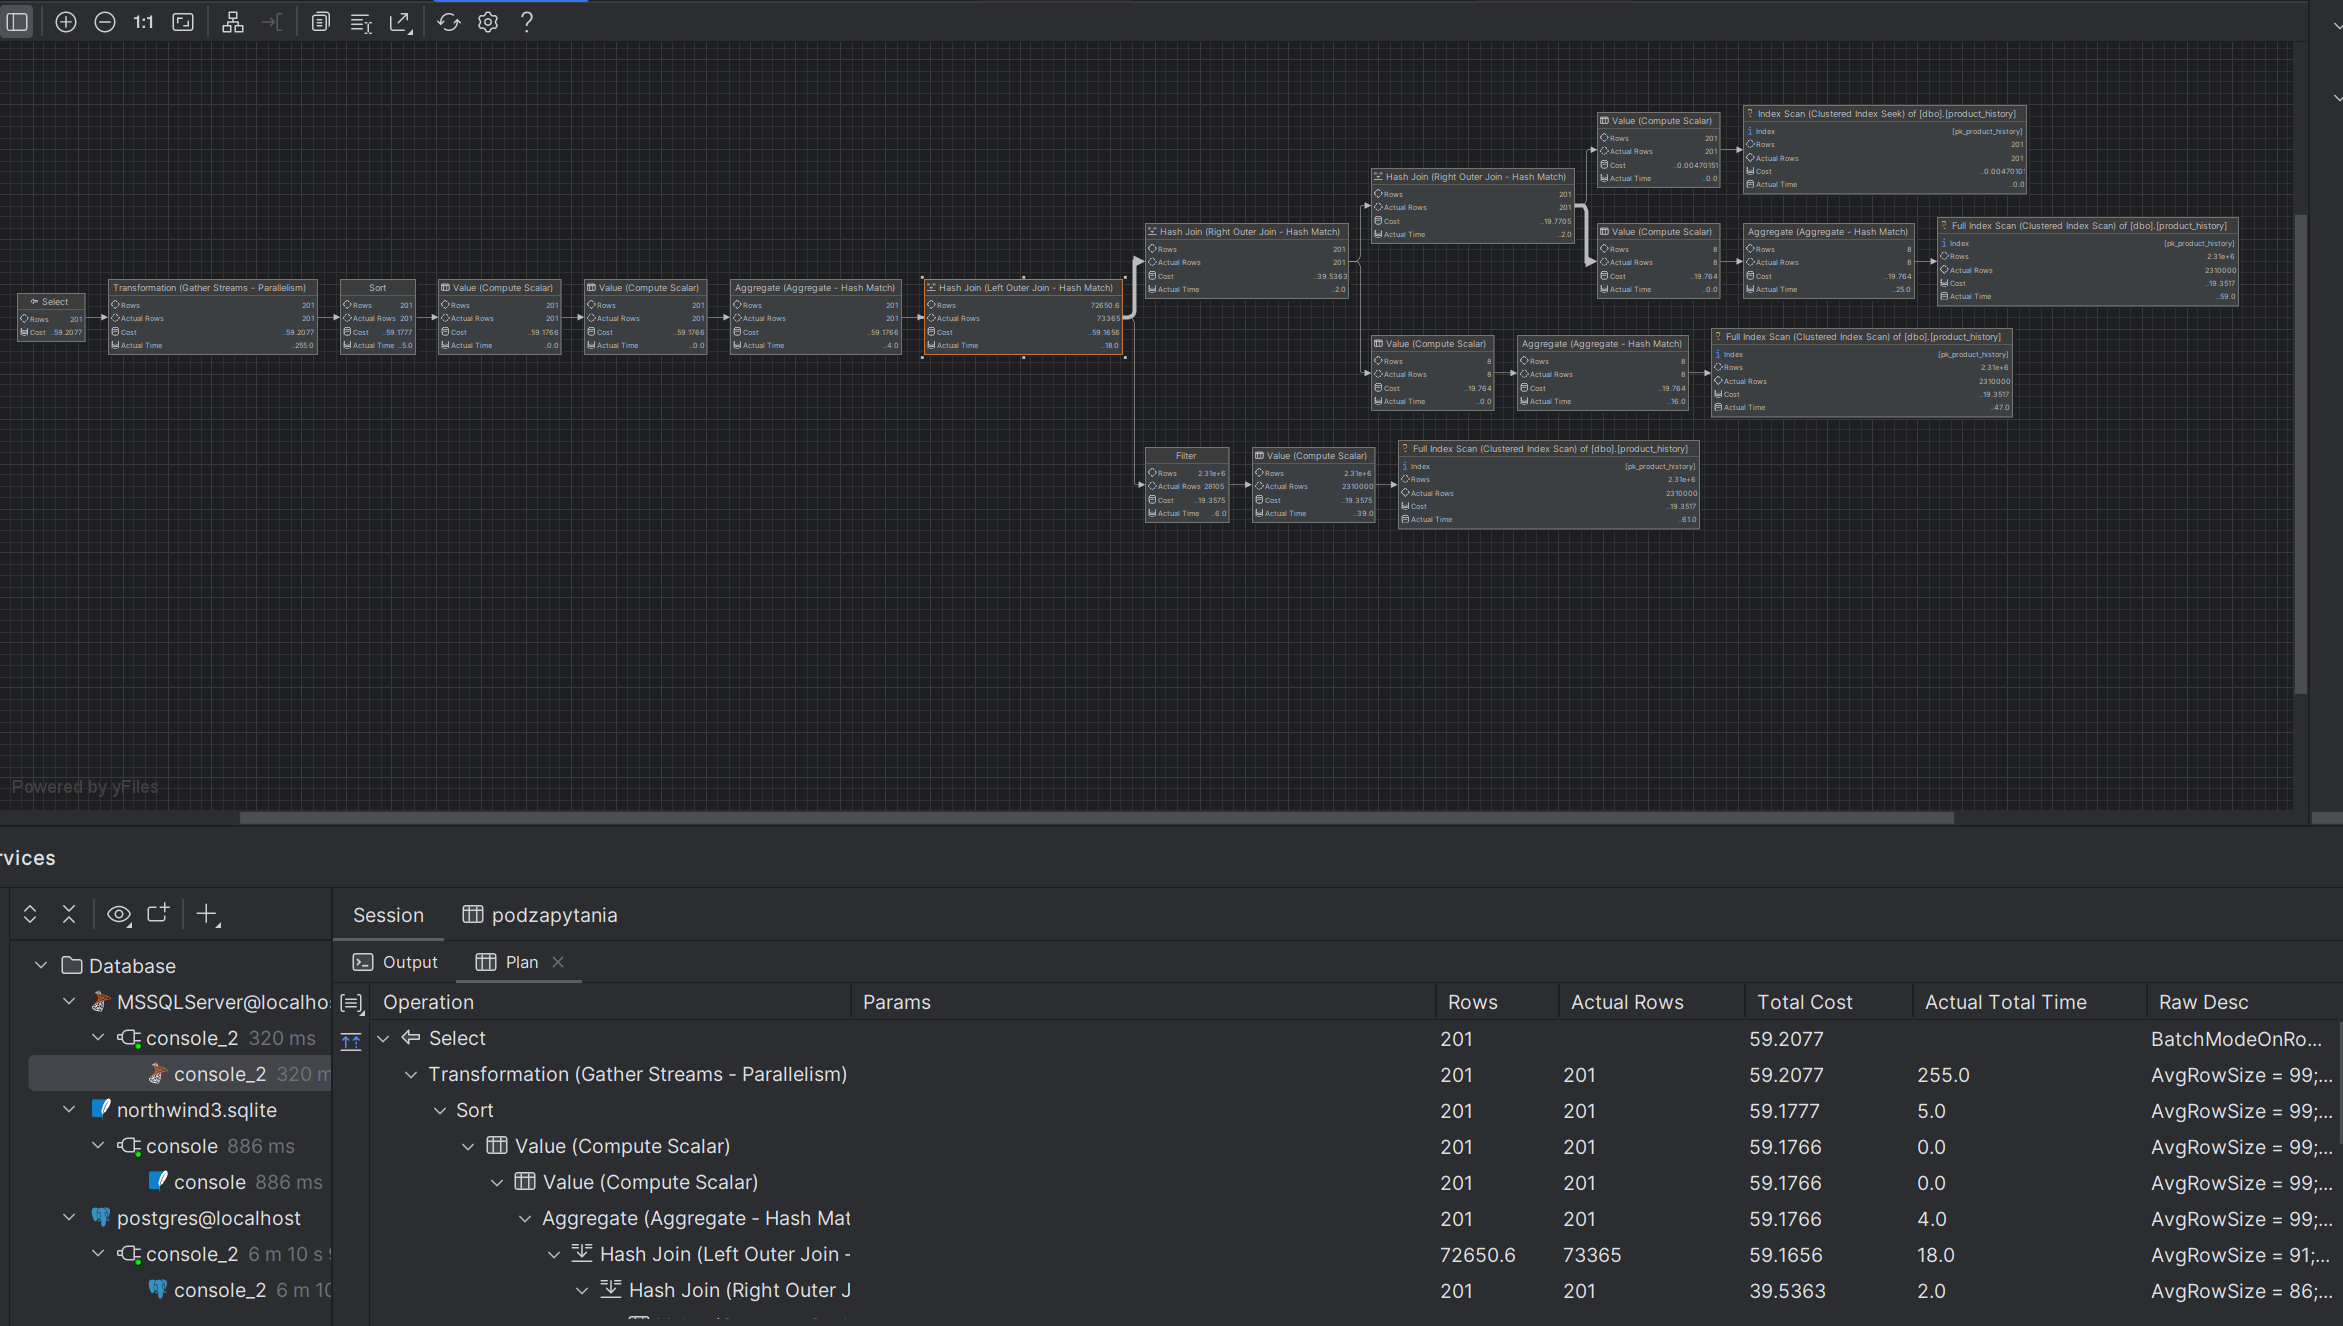 1:1
Select
Rows 201
Cost ..59.2077
Transformation (Gather Streams - Parallelism)
Rows 201
Actual Rows 201
Cost ..59.2077
Actual Time ..255.0
Sort
Rows 201
Actual Rows 201
Cost ..59.1777
Actual Time ..5.0
Value (Compute Scalar)
Rows 201
Actual Rows 201
Cost ..59.1766
Actual Time ..0.0
Value (Compute Scalar)
Rows 201
Actual Rows 201
Cost ..59.1766
Actual Time ..0.0
Aggregate (Aggregate - Hash Match)
Rows 201
Actual Rows 201
Cost ..59.1766
Actual Time ..4.0
Hash Join (Left Outer Join - Hash Match)
Rows 72650.6
Actual Rows 73365
Cost ..59.1656
Actual Time ..18.0
Hash Join (Right Outer Join - Hash Match)
Rows 201
Actual Rows 201
Cost ..39.5363
Actual Time ..2.0
Hash Join (Right Outer Join - Hash Match)
Rows 201
Actual Rows 201
Cost ..19.7705
Actual Time ..2.0
Value (Compute Scalar)
Rows 201
Actual Rows 201
Cost ..0.00470151
Actual Time ..0.0
Index Scan (Clustered Index Seek) of [dbo].[product_history]
Index [pk_product_history]
Rows 201
Actual Rows 201
Cost ..0.0047010
Actual Time ..0.0
Value (Compute Scalar)
Rows 8
Actual Rows 8
Cost ..19.764
Actual Time ..0.0
Aggregate (Aggregate - Hash Match)
Rows 8
Actual Rows 8
Cost ..19.764
Actual Time ..25.0
Full Index Scan (Clustered Index Scan) of [dbo].[product_history]
Index [pk_product_history]
Rows 2.31e+6
Actual Rows 2310000
Cost ..19.3517
Actual Time ..59.0
Value (Compute Scalar)
Rows 8
Actual Rows 8
Cost ..19.764
Actual Time ..0.0
Aggregate (Aggregate - Hash Match)
Rows 8
Actual Rows 8
Cost ..19.764
Actual Time ..16.0
Full Index Scan (Clustered Index Scan) of [dbo].[product_history]
Index [pk_product_history]
Rows 2.31e+6
Actual Rows 2310000
Cost ..19.3517
Actual Time ..47.0
Filter
Rows 2.31e+6
Actual Rows 28105
Cost ..19.3575
Actual Time ..6.0
Value (Compute Scalar)
Rows 2.31e+6
Actual Rows 2310000
Cost ..19.3575
Actual Time ..39.0
Full Index Scan (Clustered Index Scan) of [dbo].[product_history]
Index [pk_product_history]
Rows 2.31e+6
Actual Rows 2310000
Cost ..19.3517
Actual Time ..61.0
Powered by yFiles
rvices
Session podzapytania
Output Plan
Database
MSSQLServer@localho
console_2 320 ms
console_2 320 m
northwind3.sqlite
console 886 ms
console 886 ms
postgres@localhost
console_2 6 m 10 s
console_2 6 m 10
Operation Params Rows Actual Rows Total Cost Actual Total Time Raw Desc
Select 201 59.2077 BatchModeOnRo...
Transformation (Gather Streams - Parallelism) 201 201 59.2077 255.0 AvgRowSize = 99;...
Sort 201 201 59.1777 5.0 AvgRowSize = 99;...
Value (Compute Scalar) 201 201 59.1766 0.0 AvgRowSize = 99;...
Value (Compute Scalar) 201 201 59.1766 0.0 AvgRowSize = 99;...
Aggregate (Aggregate - Hash Mat 201 201 59.1766 4.0 AvgRowSize = 99;...
Hash Join (Left Outer Join - 72650.6 73365 59.1656 18.0 AvgRowSize = 91;...
Hash Join (Right Outer J 201 201 39.5363 2.0 AvgRowSize = 86;...